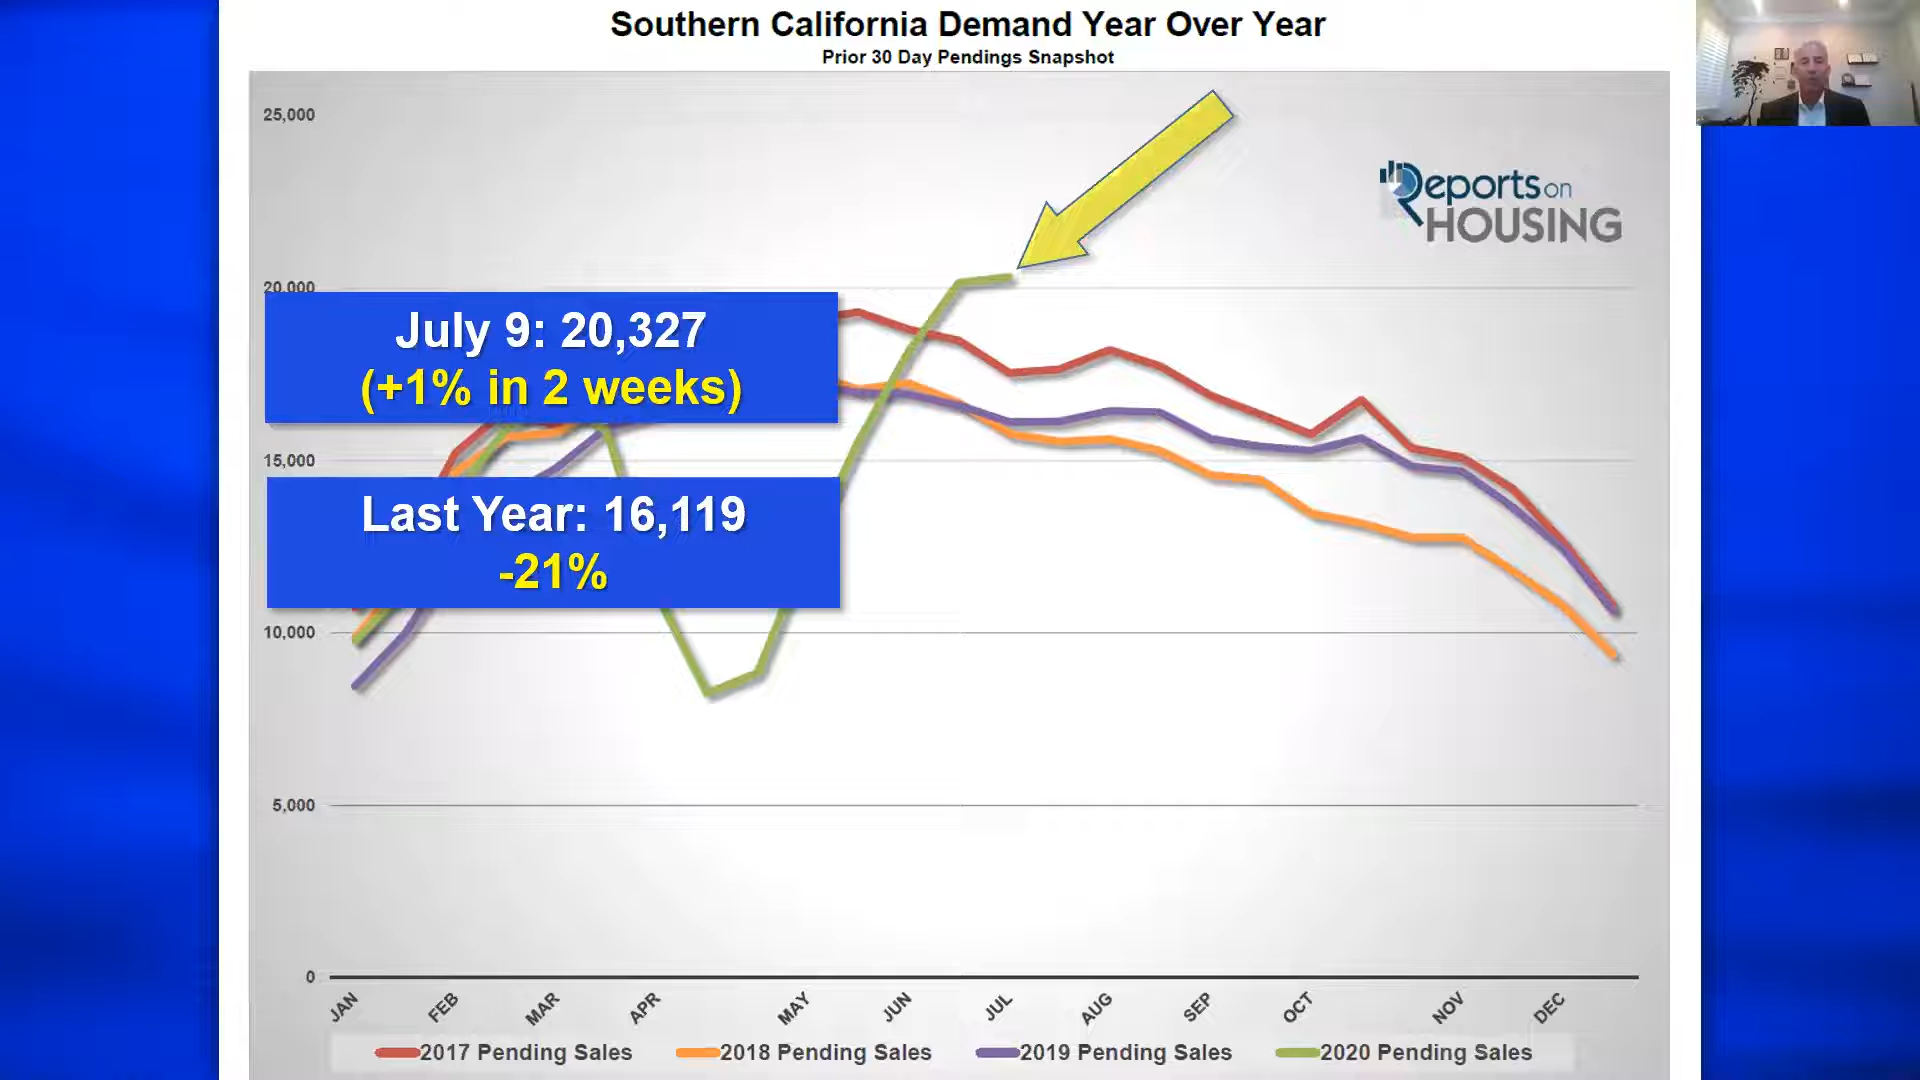 Southern California Demand Year Over Year
Prior 30 Day Pendings Snapshot
25,000
Reports on
HOUSING
20,000
July 9: 20,327
(+1% in 2 weeks)
15,000
Last Year: 16,119
-21%
10,000
5,000
0
JAN FEB MAR APR MAY JUN JUL AUG SEP OCT NOV DEC
2017 Pending Sales 2018 Pending Sales 2019 Pending Sales 2020 Pending Sales